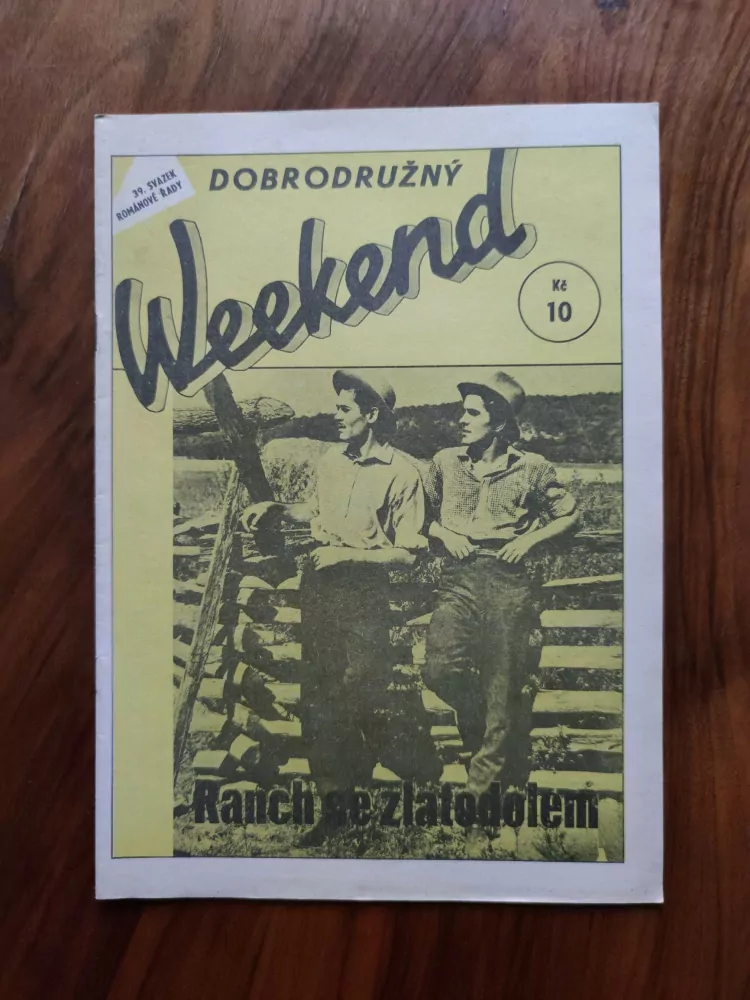 39. SVAZEK
ROMÁNOVÉ ŘADY
DOBRODRUŽNÝ
Weekend
Kč
10
Ranch se zlatodolem